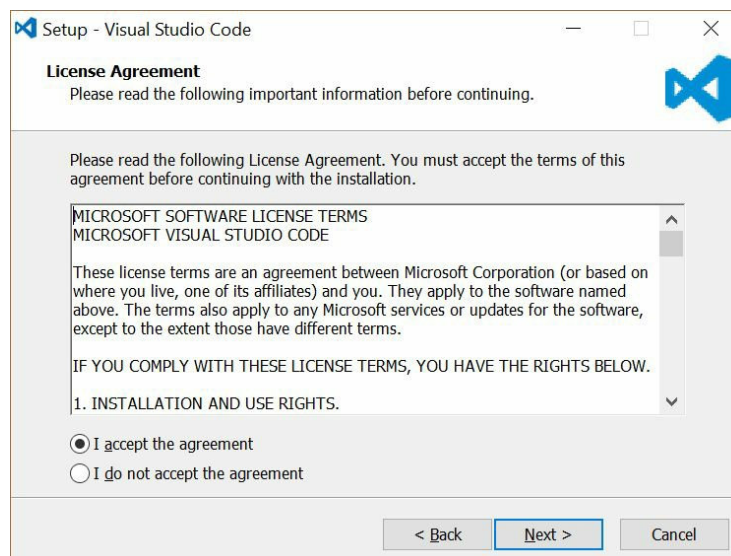 Setup - Visual Studio Code
License Agreement
Please read the following important information before continuing.
Please read the following License Agreement. You must accept the terms of this
agreement before continuing with the installation.
MICROSOFT SOFTWARE LICENSE TERMS
MICROSOFT VISUAL STUDIO CODE
These license terms are an agreement between Microsoft Corporation (or based on
where you live, one of its affiliates) and you. They apply to the software named
above. The terms also apply to any Microsoft services or updates for the software,
except to the extent those have different terms.
IF YOU COMPLY WITH THESE LICENSE TERMS, YOU HAVE THE RIGHTS BELOW.
1. INSTALLATION AND USE RIGHTS.
I accept the agreement
I do not accept the agreement
< Back Next > Cancel